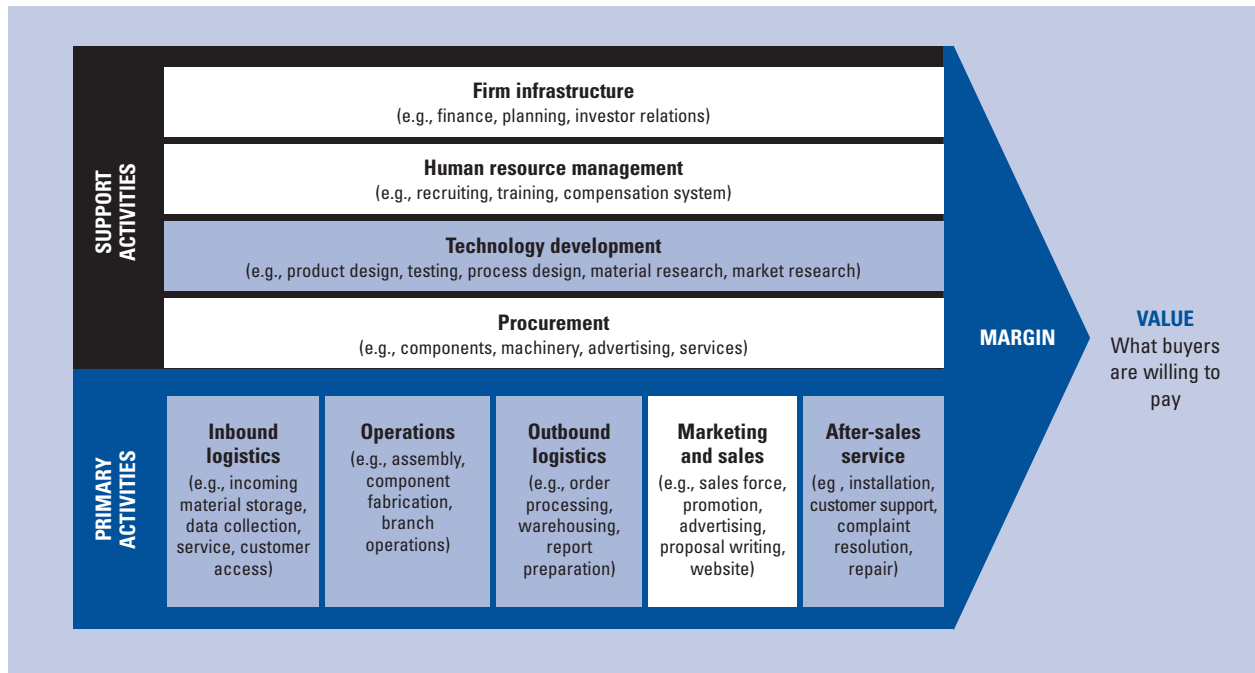 SUPPORT
ACTIVITIES
Firm infrastructure
(e.g., finance, planning, investor relations)
Human resource management
(e.g., recruiting, training, compensation system)
Technology development
(e.g., product design, testing, process design, material research, market research)
Procurement
(e.g., components, machinery, advertising, services)
PRIMARY
ACTIVITIES
Inbound
logistics
(e.g., incoming
material storage,
data collection,
service, customer
access)
Operations
(e.g., assembly,
component
fabrication,
branch
operations)
Outbound
logistics
(e.g., order
processing,
warehousing,
report
preparation)
Marketing
and sales
(e.g., sales force,
promotion,
advertising,
proposal writing,
website)
After-sales
service
(eg , installation,
customer support,
complaint
resolution,
repair)
MARGIN
VALUE
What buyers
are willing to
pay